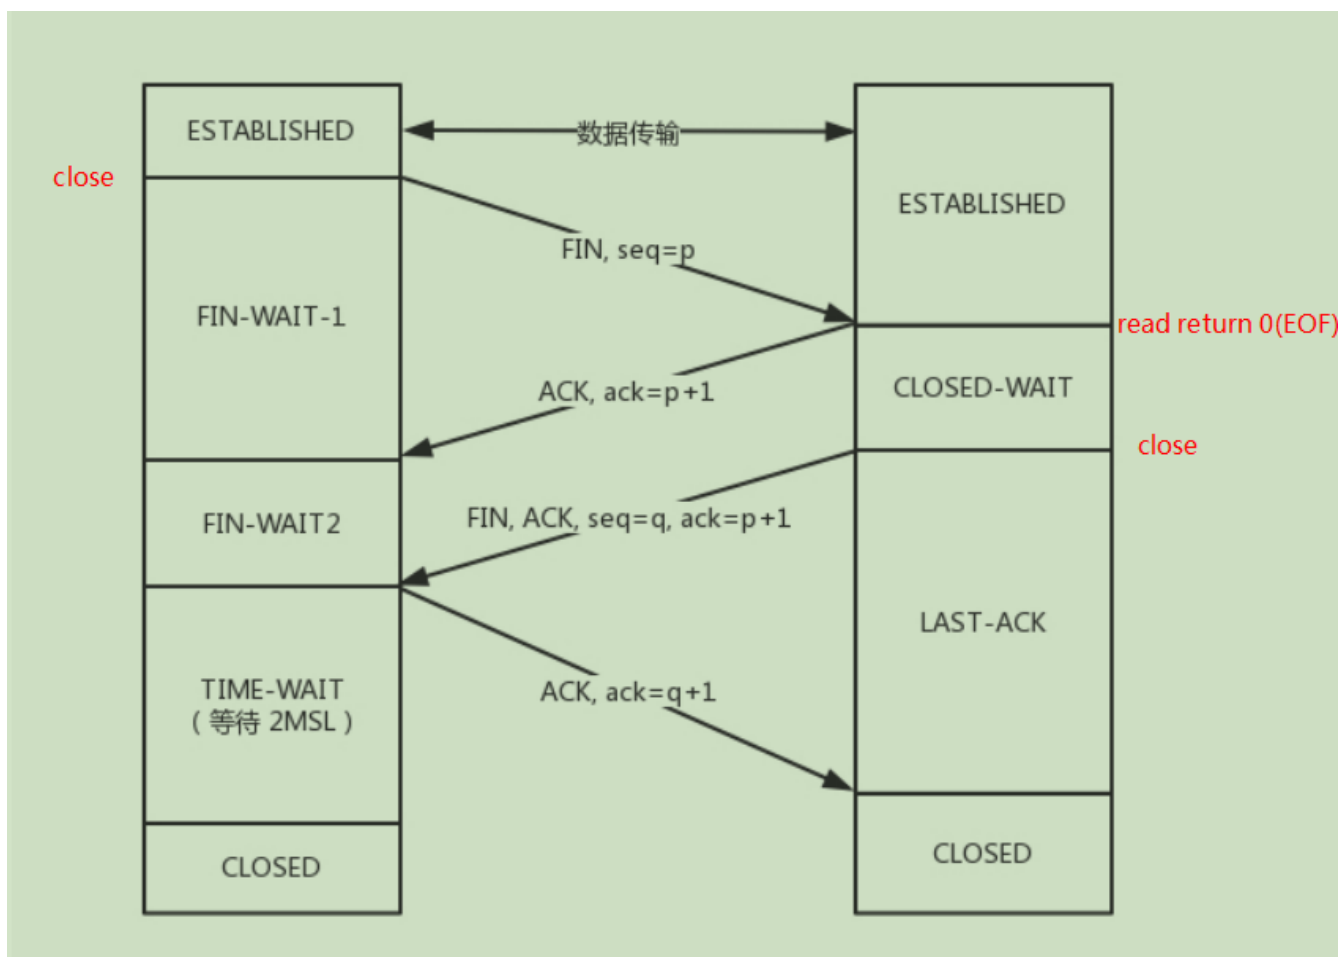 ESTABLISHED
数据传输
close
ESTABLISHED
FIN, seq=p
FIN-WAIT-1
read return 0(EOF)
ACK, ack=p+1
CLOSED-WAIT
close
FIN-WAIT2
FIN, ACK, seq=q, ack=p+1
LAST-ACK
TIME-WAIT
（等待 2MSL）
ACK, ack=q+1
CLOSED
CLOSED